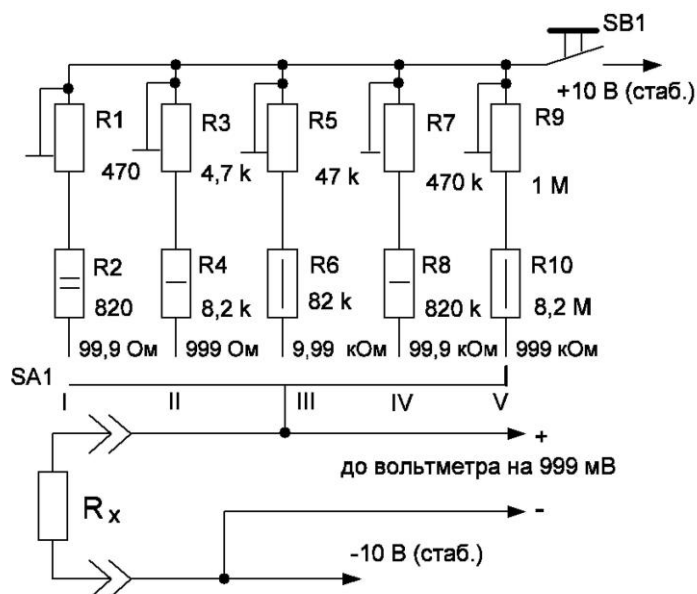 SB1
+10 В (стаб.)
R1 R3 R5 R7 R9
470 4,7 k 47 k 470 k 1 M
R2 R4 R6 R8 R10
820 8,2 k 82 k 820 k 8,2 M
99,9 Ом 999 Ом 9,99 кОм 99,9 кОм 999 кОм
SA1
I II III IV V
+
до вольтметра на 999 мВ
Rx
-
-10 В (стаб.)